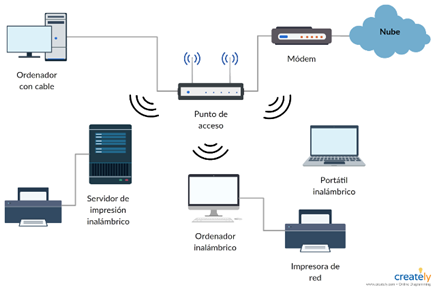 Nube
Ordenador
con cable
Módem
Punto de
acceso
Servidor de
impresión
inalámbrico
Portátil
inalámbrico
Ordenador
inalámbrico
Impresora de
red
creately